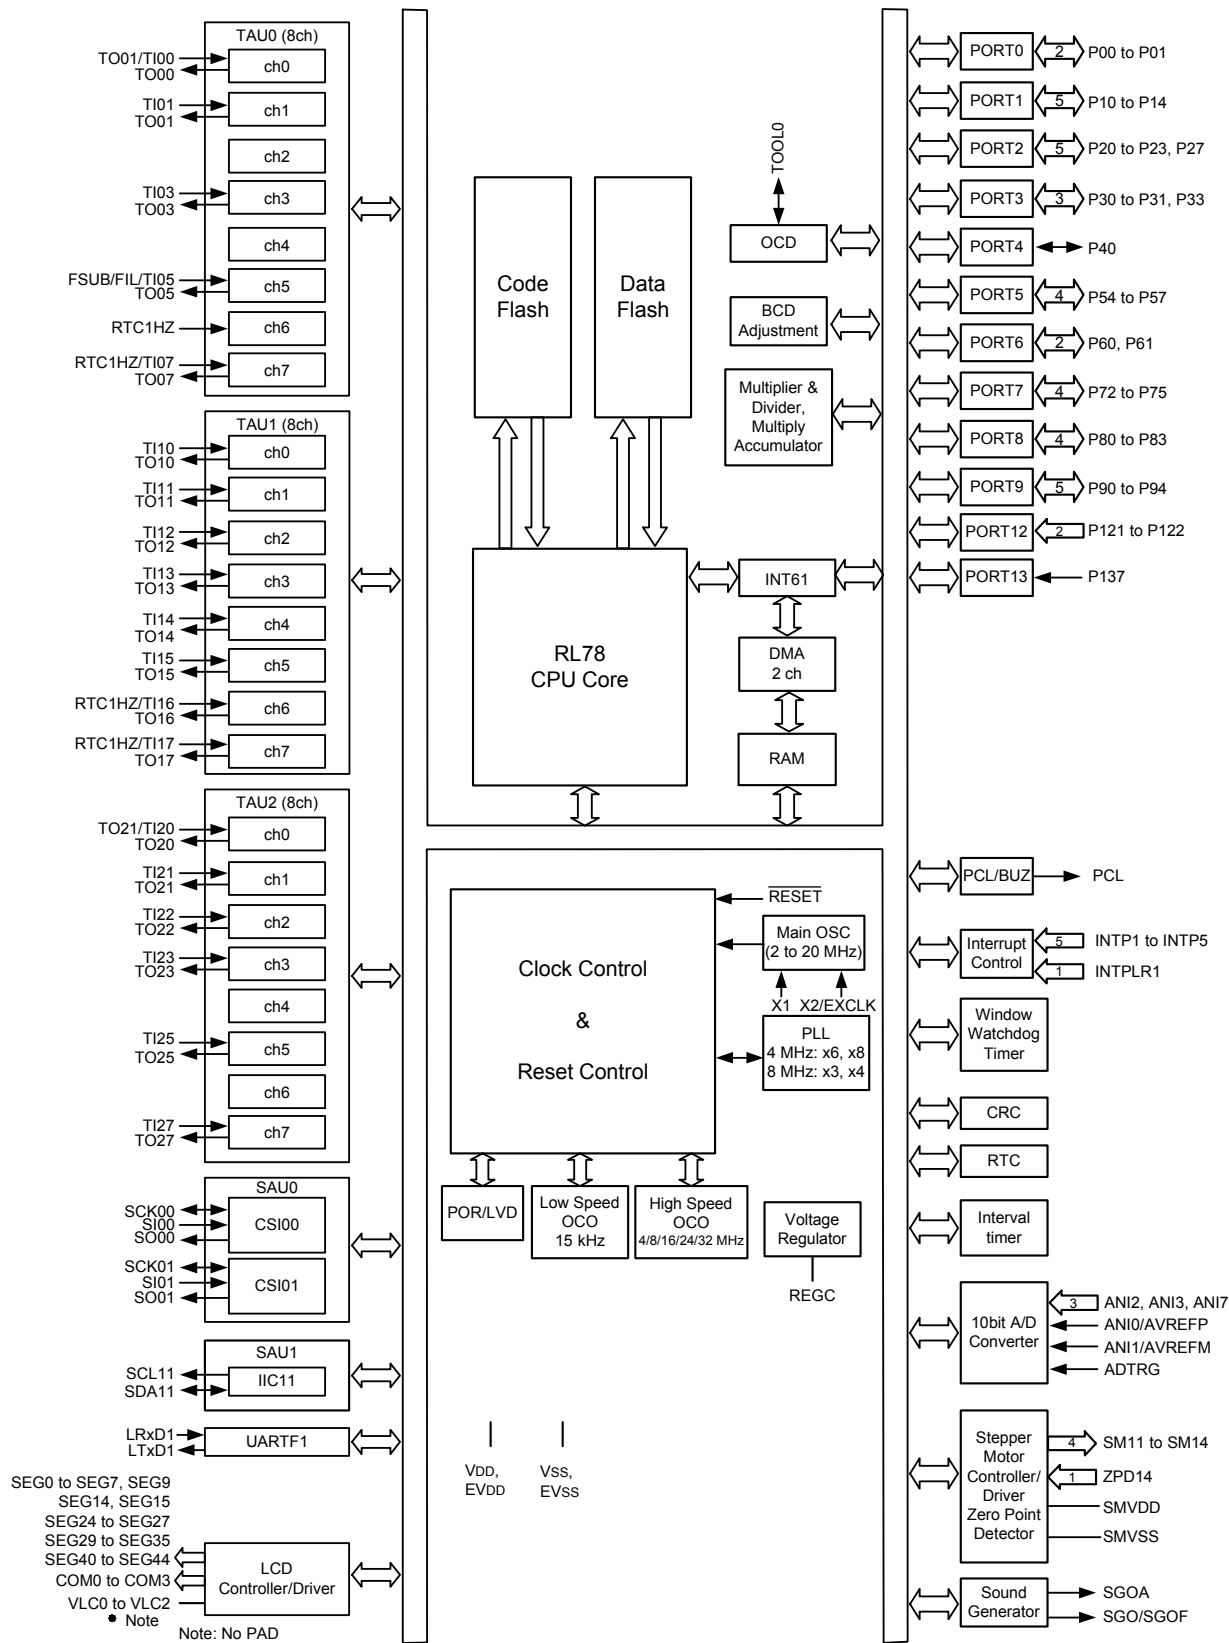 TAU0 (8ch)
TO01/TI00
TO00
ch0
TI01
TO01
ch1
ch2
TI03
TO03
ch3
ch4
FSUB/FIL/TI05
TO05
ch5
RTC1HZ
ch6
RTC1HZ/TI07
TO07
ch7
TAU1 (8ch)
TI10
TO10
ch0
TI11
TO11
ch1
TI12
TO12
ch2
TI13
TO13
ch3
TI14
TO14
ch4
TI15
TO15
ch5
RTC1HZ/TI16
TO16
ch6
RTC1HZ/TI17
TO17
ch7
TAU2 (8ch)
TO21/TI20
TO20
ch0
TI21
TO21
ch1
TI22
TO22
ch2
TI23
TO23
ch3
ch4
TI25
TO25
ch5
ch6
TI27
TO27
ch7
SAU0
SCK00
SI00
SO00
CSI00
SCK01
SI01
SO01
CSI01
SAU1
SCL11
SDA11
IIC11
LRxD1
LTxD1
UARTF1
SEG0 to SEG7, SEG9
SEG14, SEG15
SEG24 to SEG27
SEG29 to SEG35
SEG40 to SEG44
COM0 to COM3
VLC0 to VLC2
● Note
LCD
Controller/Driver
Note: No PAD
Code
Flash
Data
Flash
TOOL0
OCD
BCD
Adjustment
Multiplier &
Divider,
Multiply
Accumulator
RL78
CPU Core
INT61
DMA
2 ch
RAM
Clock Control
&
Reset Control
RESET
Main OSC
(2 to 20 MHz)
X1 X2/EXCLK
PLL
4 MHz: x6, x8
8 MHz: x3, x4
POR/LVD
Low Speed
OCO
15 kHz
High Speed
OCO
4/8/16/24/32 MHz
Voltage
Regulator
REGC
VDD,
EVDD
VSS,
EVSS
PORT0 2 P00 to P01
PORT1 5 P10 to P14
PORT2 5 P20 to P23, P27
PORT3 3 P30 to P31, P33
PORT4 P40
PORT5 4 P54 to P57
PORT6 2 P60, P61
PORT7 4 P72 to P75
PORT8 4 P80 to P83
PORT9 5 P90 to P94
PORT12 2 P121 to P122
PORT13 P137
PCL/BUZ PCL
Interrupt
Control
5 INTP1 to INTP5
1 INTPLR1
Window
Watchdog
Timer
CRC
RTC
Interval
timer
10bit A/D
Converter
3 ANI2, ANI3, ANI7
ANI0/AVREFP
ANI1/AVREFM
ADTRG
Stepper
Motor
Controller/
Driver
Zero Point
Detector
4 SM11 to SM14
1 ZPD14
SMVDD
SMVSS
Sound
Generator
SGOA
SGO/SGOF